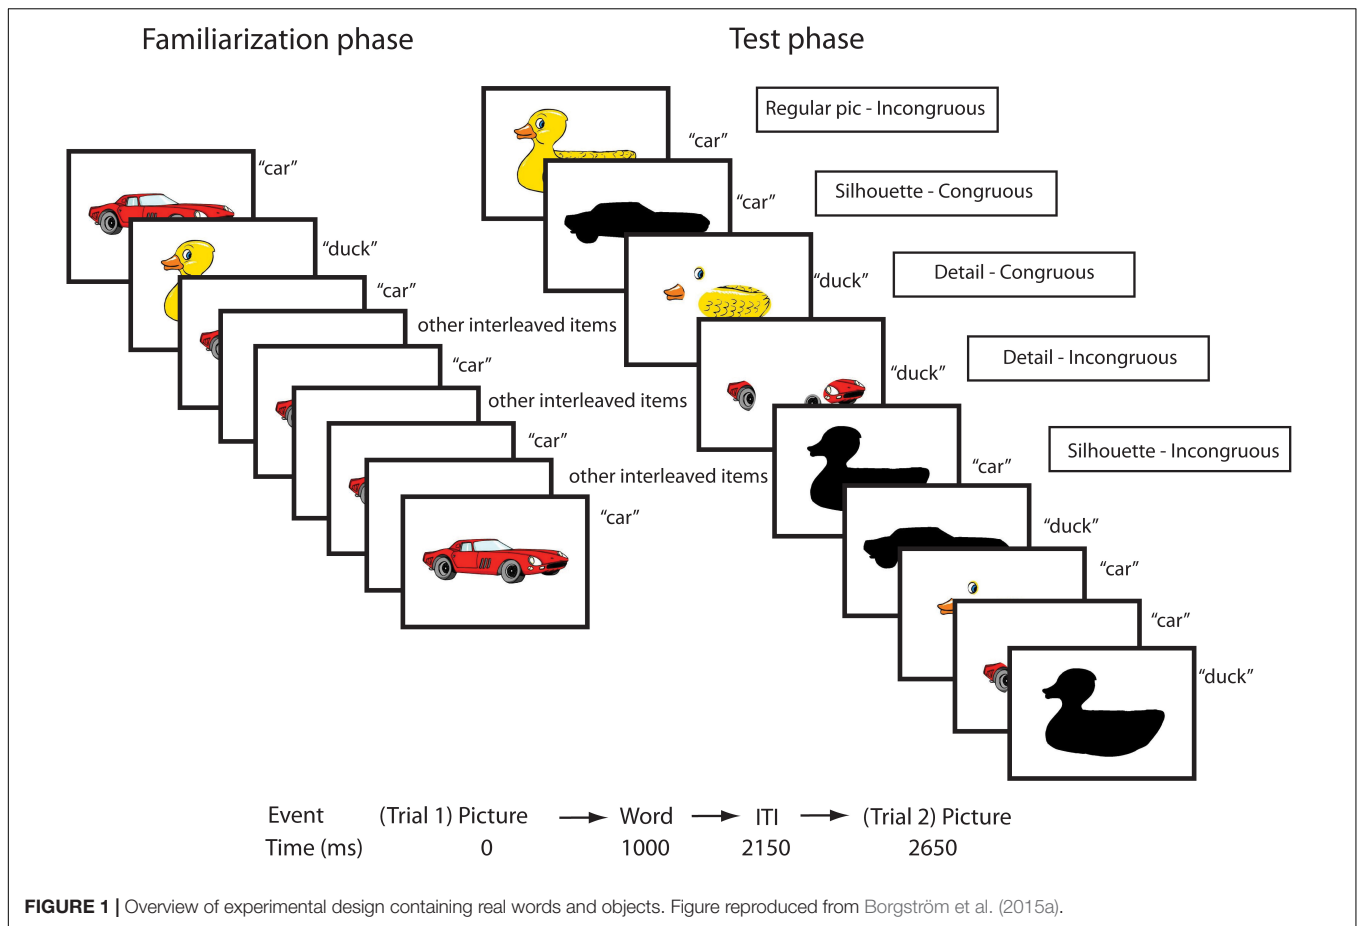 Familiarization phase
Test phase
"car"
"duck"
"car"
other interleaved items
"car"
other interleaved items
"car"
other interleaved items
"car"
Regular pic - Incongruous
"car"
Silhouette - Congruous
"car"
Detail - Congruous
"duck"
Detail - Incongruous
"duck"
Silhouette - Incongruous
"car"
"duck"
"car"
"car"
"duck"
Event (Trial 1) Picture Word ITI (Trial 2) Picture
Time (ms) 0 1000 2150 2650
FIGURE 1 | Overview of experimental design containing real words and objects. Figure reproduced from Borgström et al. (2015a).